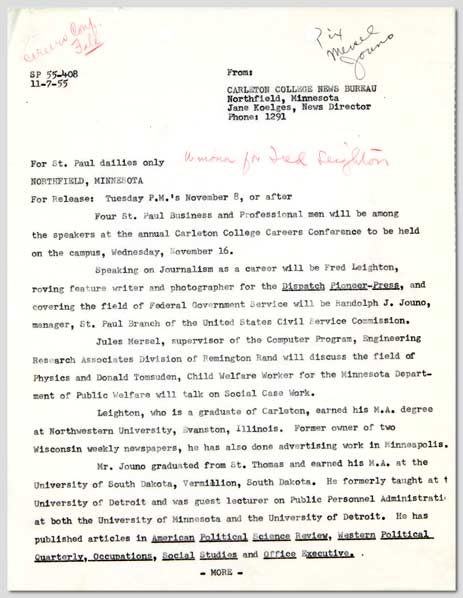 Careers Conf.
File
Pix
Mersel
Jouno
SP 55-408
11-7-55
From:
CARLETON COLLEGE NEWS BUREAU
Northfield, Minnesota
Jane Koelges, News Director
Phone: 1291
For St. Paul dailies only
Winona for Fred Leighton
NORTHFIELD, MINNESOTA
For Release: Tuesday P.M.'s November 8, or after
Four St. Paul Business and Professional men will be among
the speakers at the annual Carleton College Careers Conference to be held
on the campus, Wednesday, November 16.
Speaking on Journalism as a career will be Fred Leighton,
roving feature writer and photographer for the Dispatch Pioneer-Press, and
covering the field of Federal Government Service will be Randolph J. Jouno,
manager, St. Paul Branch of the United States Civil Service Commission.
Jules Mersel, supervisor of the Computer Program, Engineering
Research Associates Division of Remington Rand will discuss the field of
Physics and Donald Tomsuden, Child Welfare Worker for the Minnesota Depart-
ment of Public Welfare will talk on Social Case Work.
Leighton, who is a graduate of Carleton, earned his M.A. degree
at Northwestern University, Evanston, Illinois. Former owner of two
Wisconsin weekly newspapers, he has also done advertising work in Minneapolis.
Mr. Jouno graduated from St. Thomas and earned his M.A. at the
University of South Dakota, Vermillion, South Dakota. He formerly taught at t
University of Detroit and was guest lecturer on Public Personnel Administrati
at both the University of Minnesota and the University of Detroit. He has
published articles in American Political Science Review, Western Political
Quarterly, Occupations, Social Studies and Office Executive. .
- MORE -